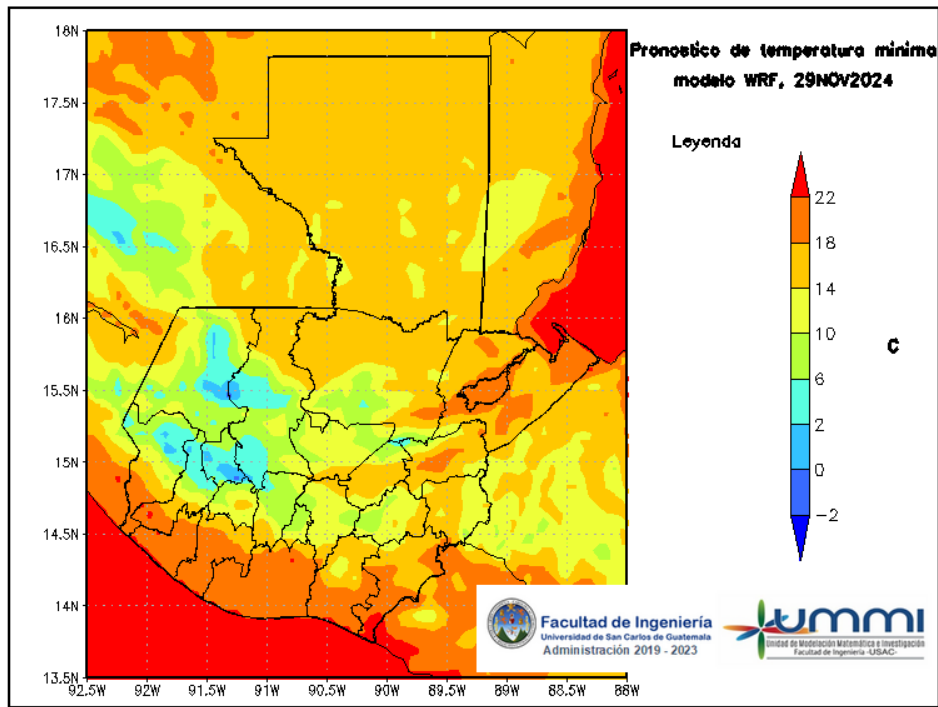 Pronostico de temperatura minima
modelo WRF, 29NOV2024
Leyenda
22
18
14
10
6
2
0
−2
C
18N
17.5N
17N
16.5N
16N
15.5N
15N
14.5N
14N
13.5N
92.5W
92W
91.5W
91W
90.5W
90W
89.5W
89W
88.5W
88W
Facultad de Ingeniería
Universidad de San Carlos de Guatemala
Administración 2019 - 2023
UMMI
Unidad de Modelación Matemática e Investigación
Facultad de Ingeniería -USAC-